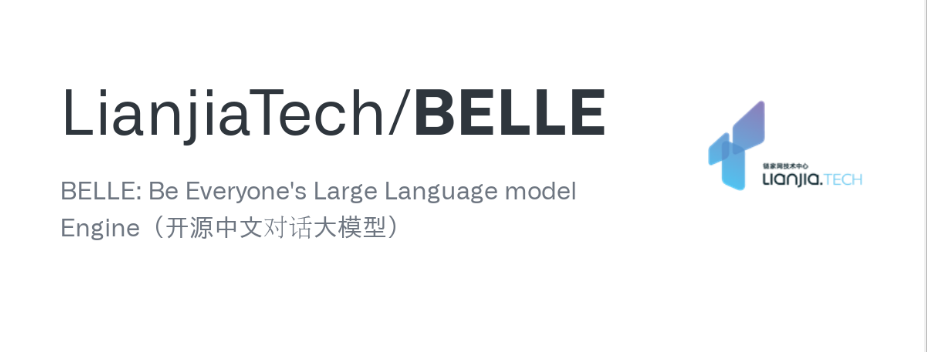 LianjiaTech/BELLE
BELLE: Be Everyone's Large Language model
Engine（开源中文对话大模型）
链家网技术中心
LIANJIA.TECH